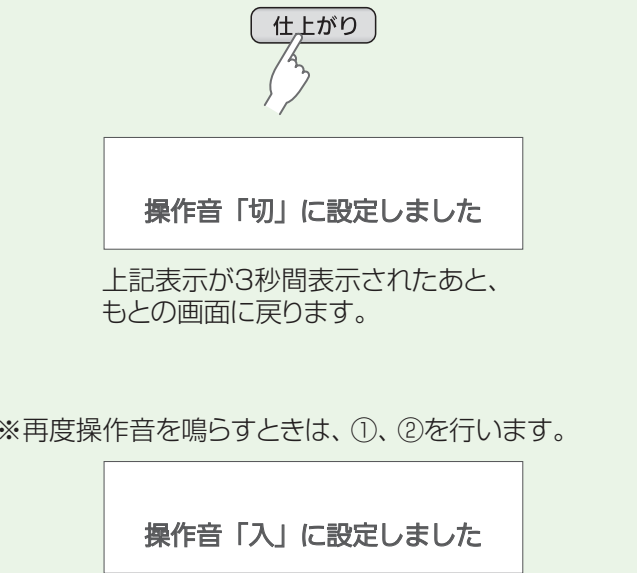 仕上がり
操作音「切」に設定しました
上記表示が3秒間表示されたあと、
もとの画面に戻ります。
※再度操作音を鳴らすときは、①、②を行います。
操作音「入」に設定しました